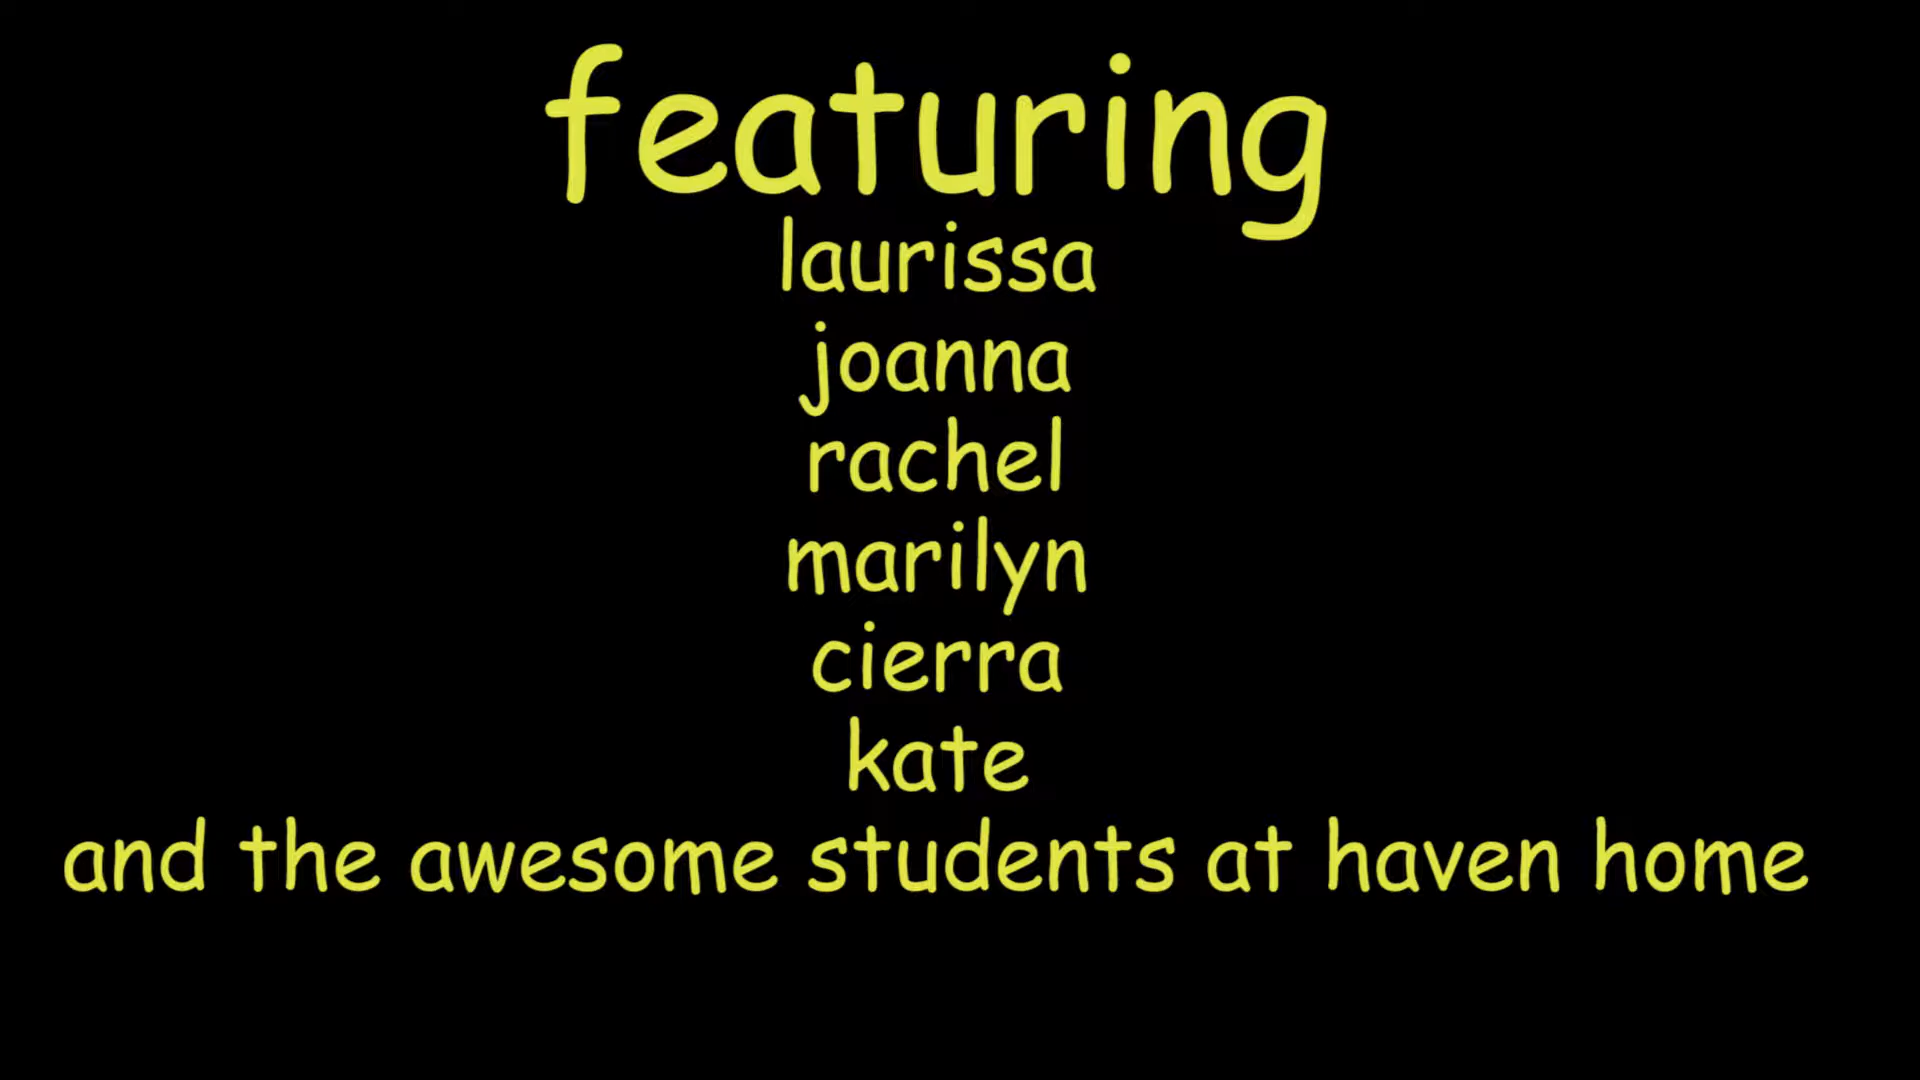 featuring
laurissa
joanna
rachel
marilyn
cierra
kate
and the awesome students at haven home